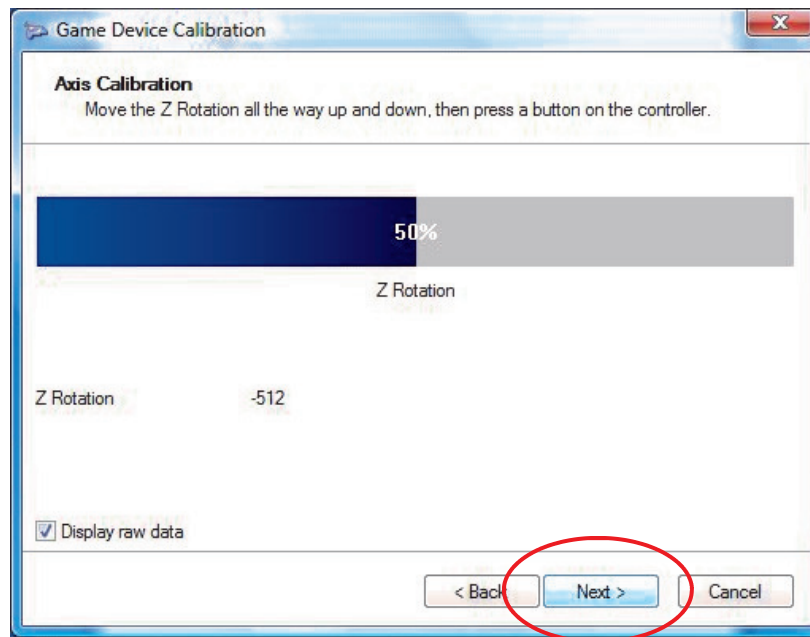 Game Device Calibration
Axis Calibration
Move the Z Rotation all the way up and down, then press a button on the controller.
50%
Z Rotation
Z Rotation -512
Display raw data
< Back Next > Cancel